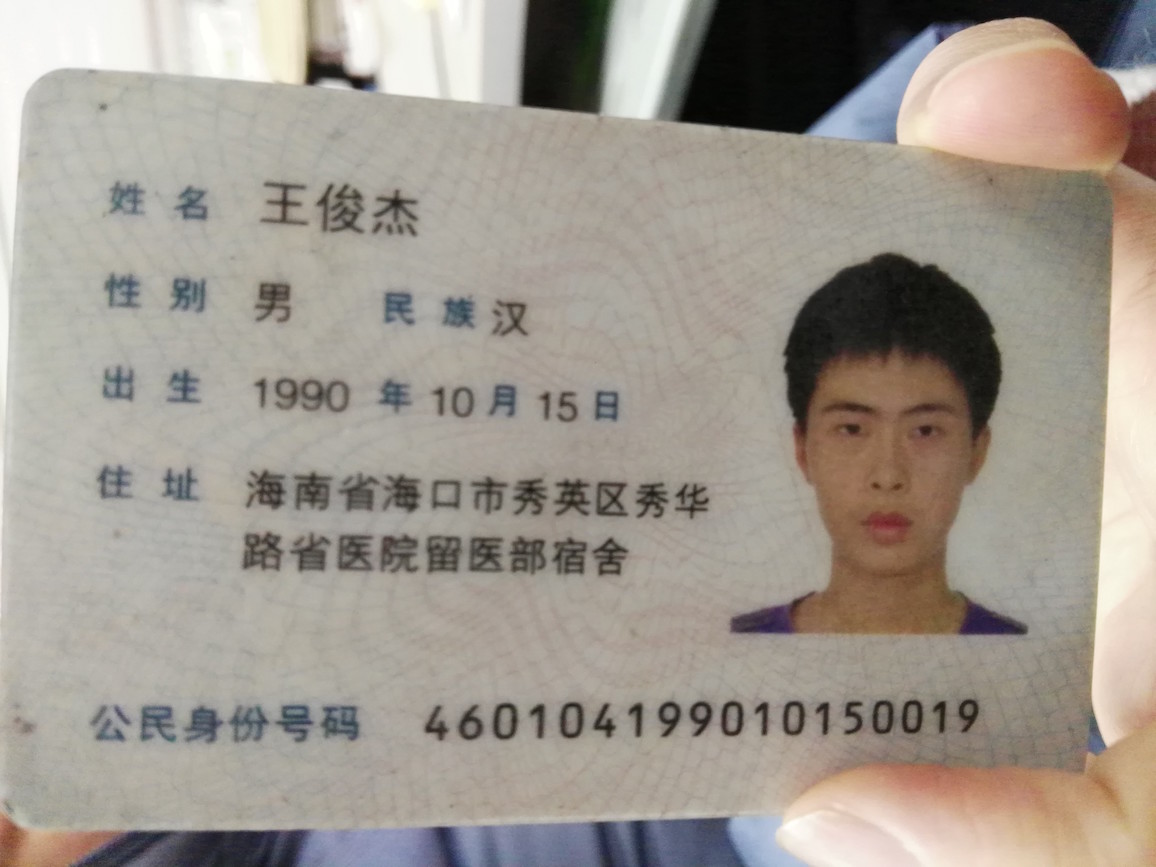 姓名 王俊杰
性别 男 民族 汉
出生 1990 年 10 月 15 日
住址 海南省海口市秀英区秀华
路省医院留医部宿舍
公民身份号码 460104199010150019